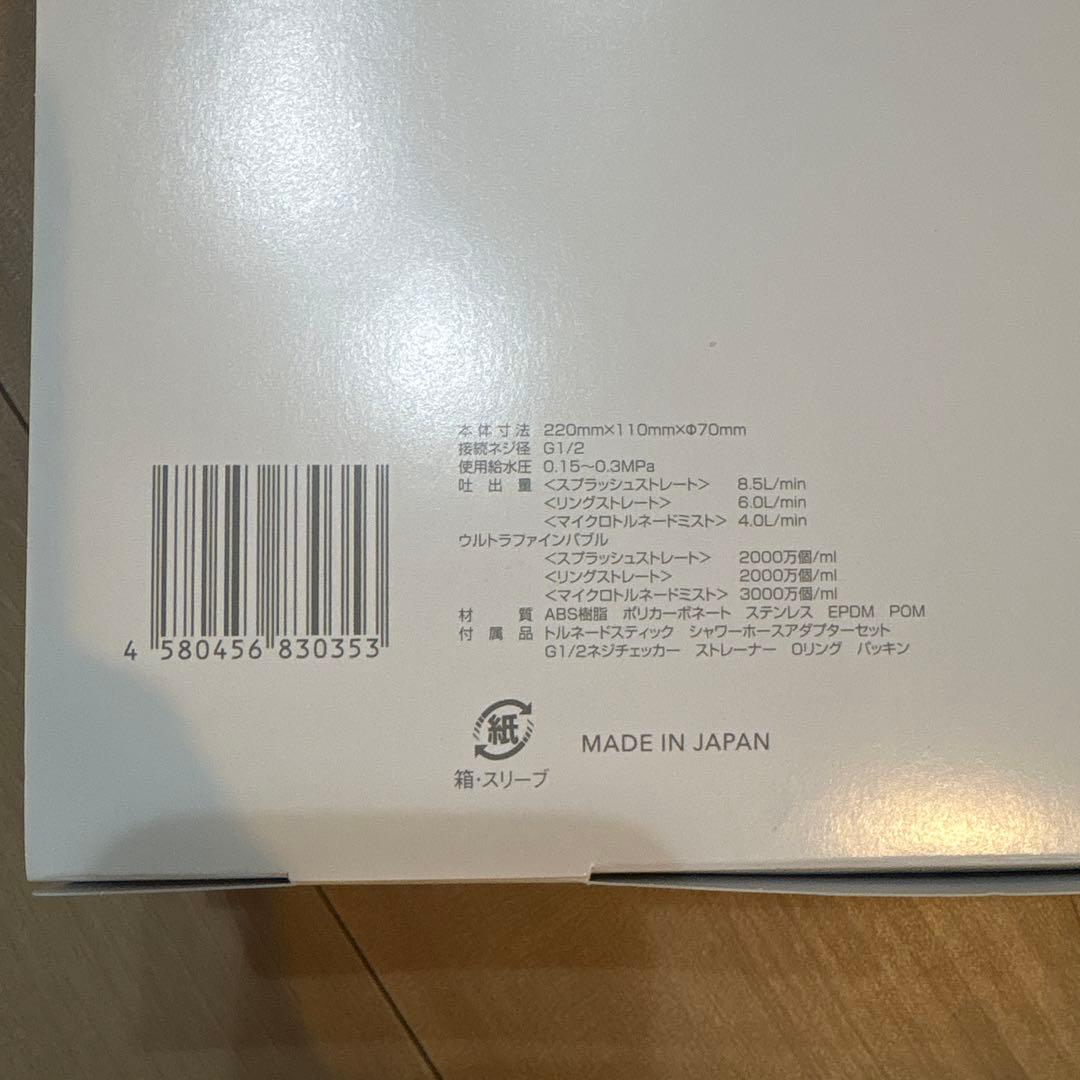 本体寸法 220mm×110mm×Φ70mm
接続ネジ径 G1/2
使用給水圧 0.15〜0.3MPa
吐出量 <スプラッシュストレート> 8.5L/min
<リングストレート> 6.0L/min
<マイクロトルネードミスト> 4.0L/min
ウルトラファインバブル
<スプラッシュストレート> 2000万個/ml
<リングストレート> 2000万個/ml
<マイクロトルネードミスト> 3000万個/ml
材質 ABS樹脂 ポリカーボネート ステンレス EPDM POM
付属品 トルネードスティック シャワーホースアダプターセット
G1/2ネジチェッカー ストレーナー Oリング パッキン
4 580456 830353
紙
箱・スリーブ
MADE IN JAPAN